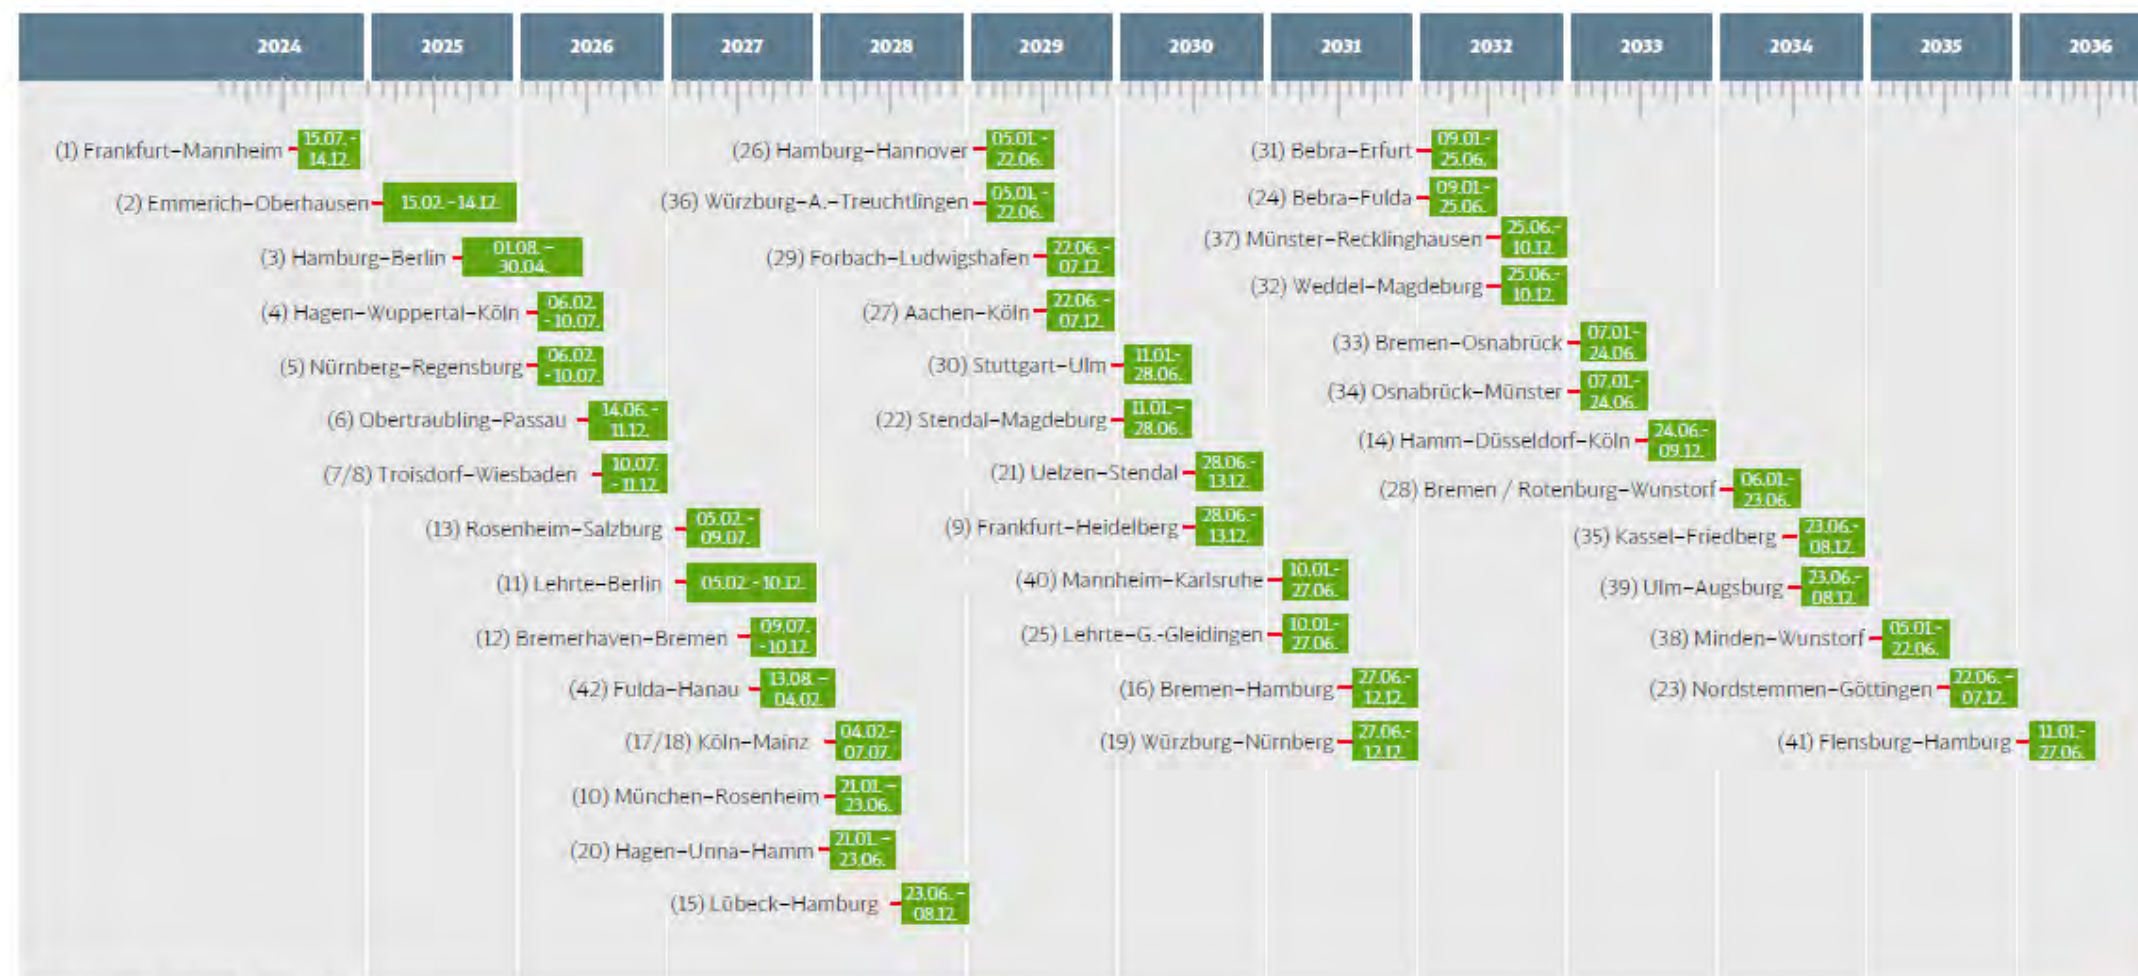 2024 2025 2026 2027 2028 2029 2030 2031 2032 2033 2034 2035 2036
(1) Frankfurt–Mannheim
15.07. -
14.12.
(2) Emmerich–Oberhausen
15.02. - 14.12.
(3) Hamburg–Berlin
01.08. –
30.04.
(4) Hagen–Wuppertal–Köln
06.02.
- 10.07.
(5) Nürnberg–Regensburg
06.02.
- 10.07.
(6) Obertraubling–Passau
14.06. -
11.12.
(7/8) Troisdorf–Wiesbaden
10.07.
- 11.12.
(13) Rosenheim–Salzburg
05.02. -
09.07.
(11) Lehrte–Berlin
05.02. - 10.12.
(12) Bremerhaven–Bremen
09.07.
- 10.12.
(42) Fulda–Hanau
13.08. –
04.02.
(17/18) Köln–Mainz
04.02.-
07.07.
(10) München–Rosenheim
21.01. –
23.06.
(20) Hagen–Unna–Hamm
21.01. –
23.06.
(15) Lübeck–Hamburg
23.06. –
08.12.
(26) Hamburg–Hannover
05.01. -
22.06.
(36) Würzburg–A.–Treuchtlingen
05.01. -
22.06.
(29) Forbach–Ludwigshafen
22.06. -
07.12.
(27) Aachen–Köln
22.06. -
07.12.
(30) Stuttgart–Ulm
11.01.-
28.06.
(22) Stendal–Magdeburg
11.01. –
28.06.
(21) Uelzen–Stendal
28.06.-
13.12.
(9) Frankfurt–Heidelberg
28.06.-
13.12.
(40) Mannheim–Karlsruhe
10.01.-
27.06.
(25) Lehrte–G.-Gleidingen
10.01.-
27.06.
(16) Bremen–Hamburg
27.06.-
12.12.
(19) Würzburg–Nürnberg
27.06.-
12.12.
(31) Bebra–Erfurt
09.01.-
25.06.
(24) Bebra–Fulda
09.01.-
25.06.
(37) Münster–Recklinghausen
25.06.-
10.12.
(32) Weddel–Magdeburg
25.06.-
10.12.
(33) Bremen–Osnabrück
07.01.-
24.06.
(34) Osnabrück–Münster
07.01.-
24.06.
(14) Hamm–Düsseldorf–Köln
24.06.-
09.12.
(28) Bremen / Rotenburg–Wunstorf
06.01.-
23.06.
(35) Kassel–Friedberg
23.06.-
08.12.
(39) Ulm–Augsburg
23.06.-
08.12.
(38) Minden–Wunstorf
05.01.-
22.06.
(23) Nordstemmen–Göttingen
22.06. –
07.12.
(41) Flensburg–Hamburg
11.01.-
27.06.